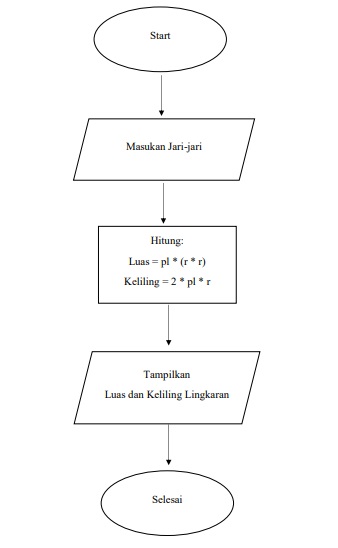 Start
Masukan Jari-jari
Hitung:
Luas = pl * (r * r)
Keliling = 2 * pl * r
Tampilkan
Luas dan Keliling Lingkaran
Selesai